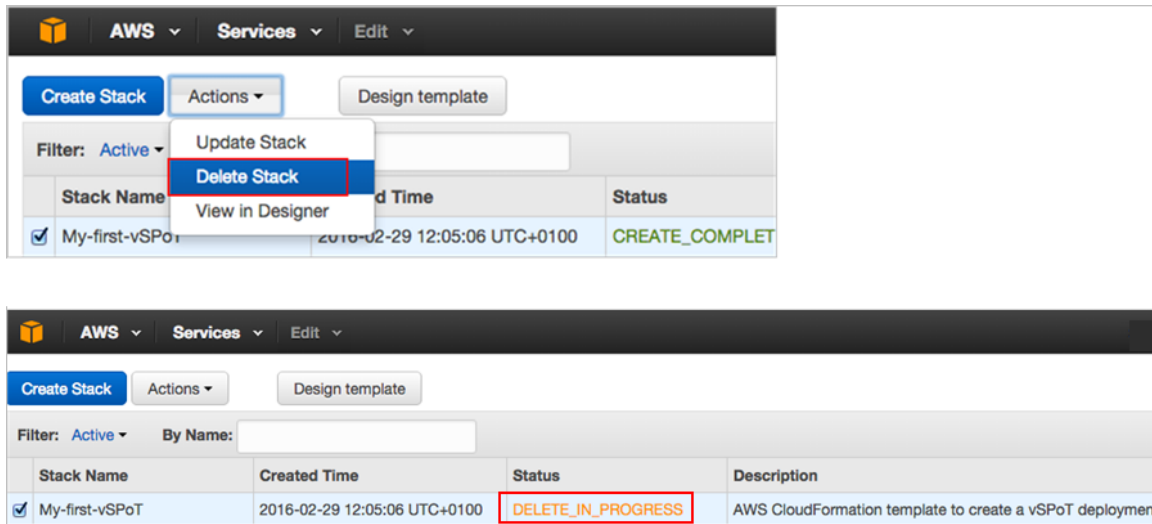 AWS Services Edit
Create Stack Actions Design template
Update Stack
Filter: Active
Delete Stack
Stack Name d Time Status
View in Designer
My-first-vSPoT 2016-02-29 12:05:06 UTC+0100 CREATE_COMPLET
AWS Services Edit
Create Stack Actions Design template
Filter: Active By Name:
Stack Name Created Time Status Description
My-first-vSPoT 2016-02-29 12:05:06 UTC+0100 DELETE_IN_PROGRESS AWS CloudFormation template to create a vSPoT deploymen